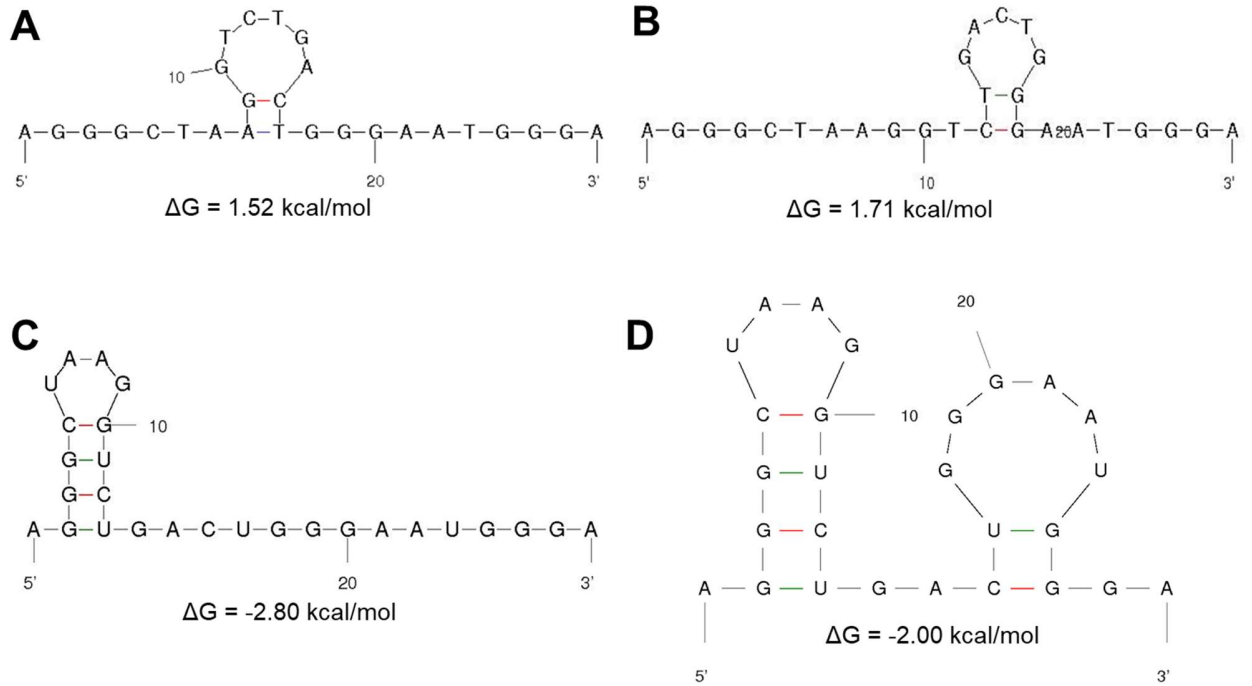 A
C-T
T G
10 G A
G-C
A-G-G-G-C-T-A-A-T-G-G-G-A-A-T-G-G-G-A
5' 20 3'
ΔG = 1.52 kcal/mol
B
C
A T
G G
T-G
A-G-G-G-C-T-A-A-G-G-T-C-G-A-20-A-T-G-G-G-A
5' 10 3'
ΔG = 1.71 kcal/mol
C
A-A
U G
C-G 10
G-U
G-C
A-G-U-G-A-C-U-G-G-G-A-A-U-G-G-G-A
5' 20 3'
ΔG = -2.80 kcal/mol
D
A-A
U G
C-G 10
G-U
G-C
20
G-A
G A
G U
U-G
A-G-U-G-A-C-G-G-A
ΔG = -2.00 kcal/mol
5' 3'